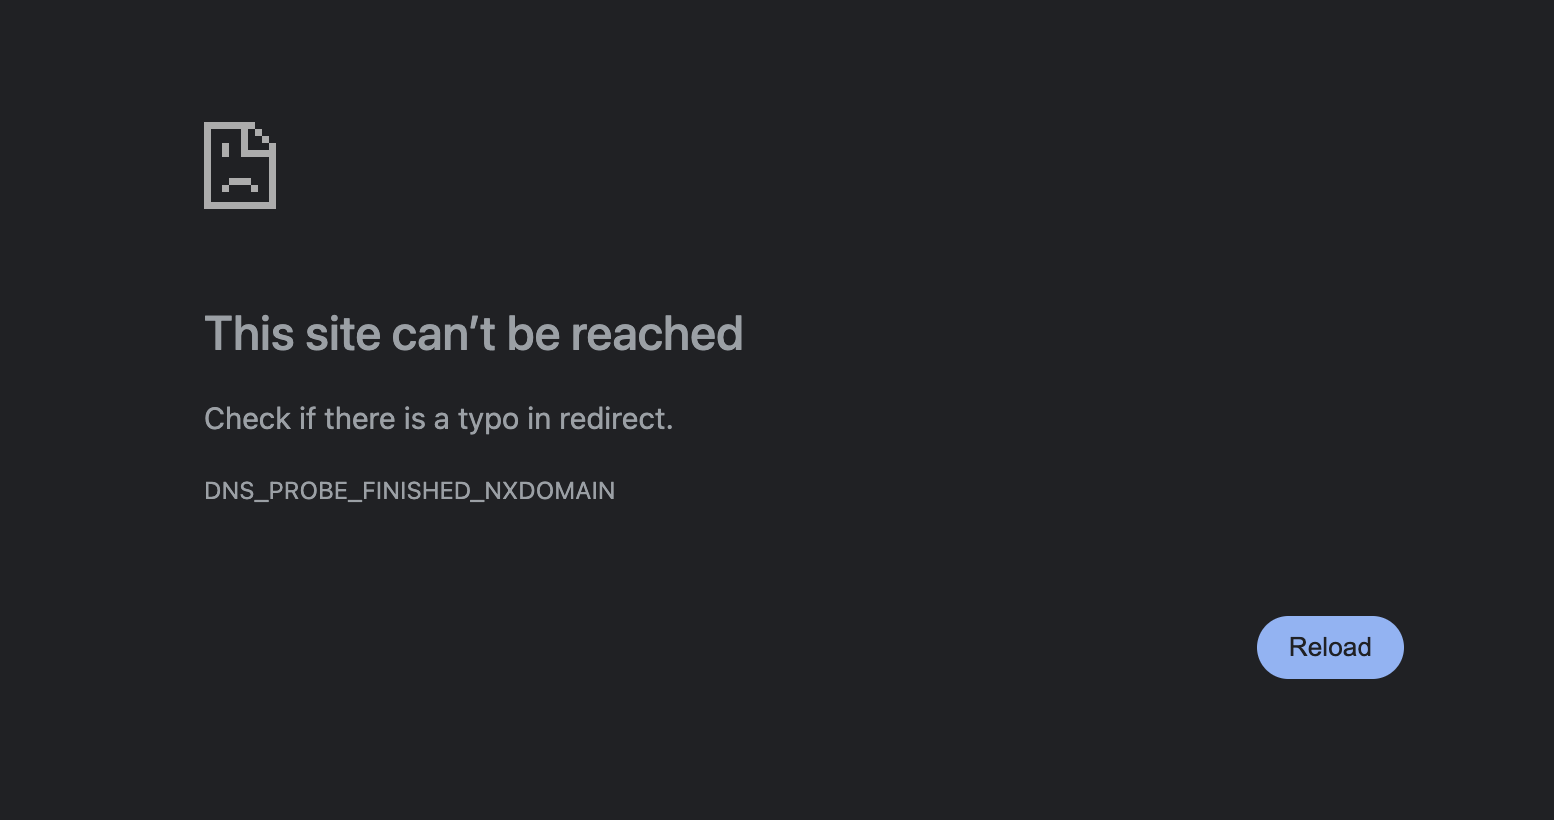 This site can’t be reached
Check if there is a typo in redirect.
DNS_PROBE_FINISHED_NXDOMAIN
Reload